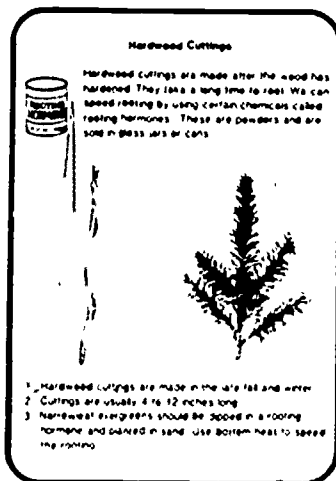 Hardwood Cuttings
Hardwood cuttings are made after the wood has
hardened. They take a long time to root. We can
speed rooting by using certain chemicals called
rooting hormones. These are powders and are
sold in glass jars or cans.
ROOTING
HORMONE
1. Hardwood cuttings are made in the late fall and winter.
2. Cuttings are usually 4 to 12 inches long.
3. Narrowleaf evergreens should be dipped in a rooting
hormone and planted in sand. Use bottom heat to speed
the rooting.